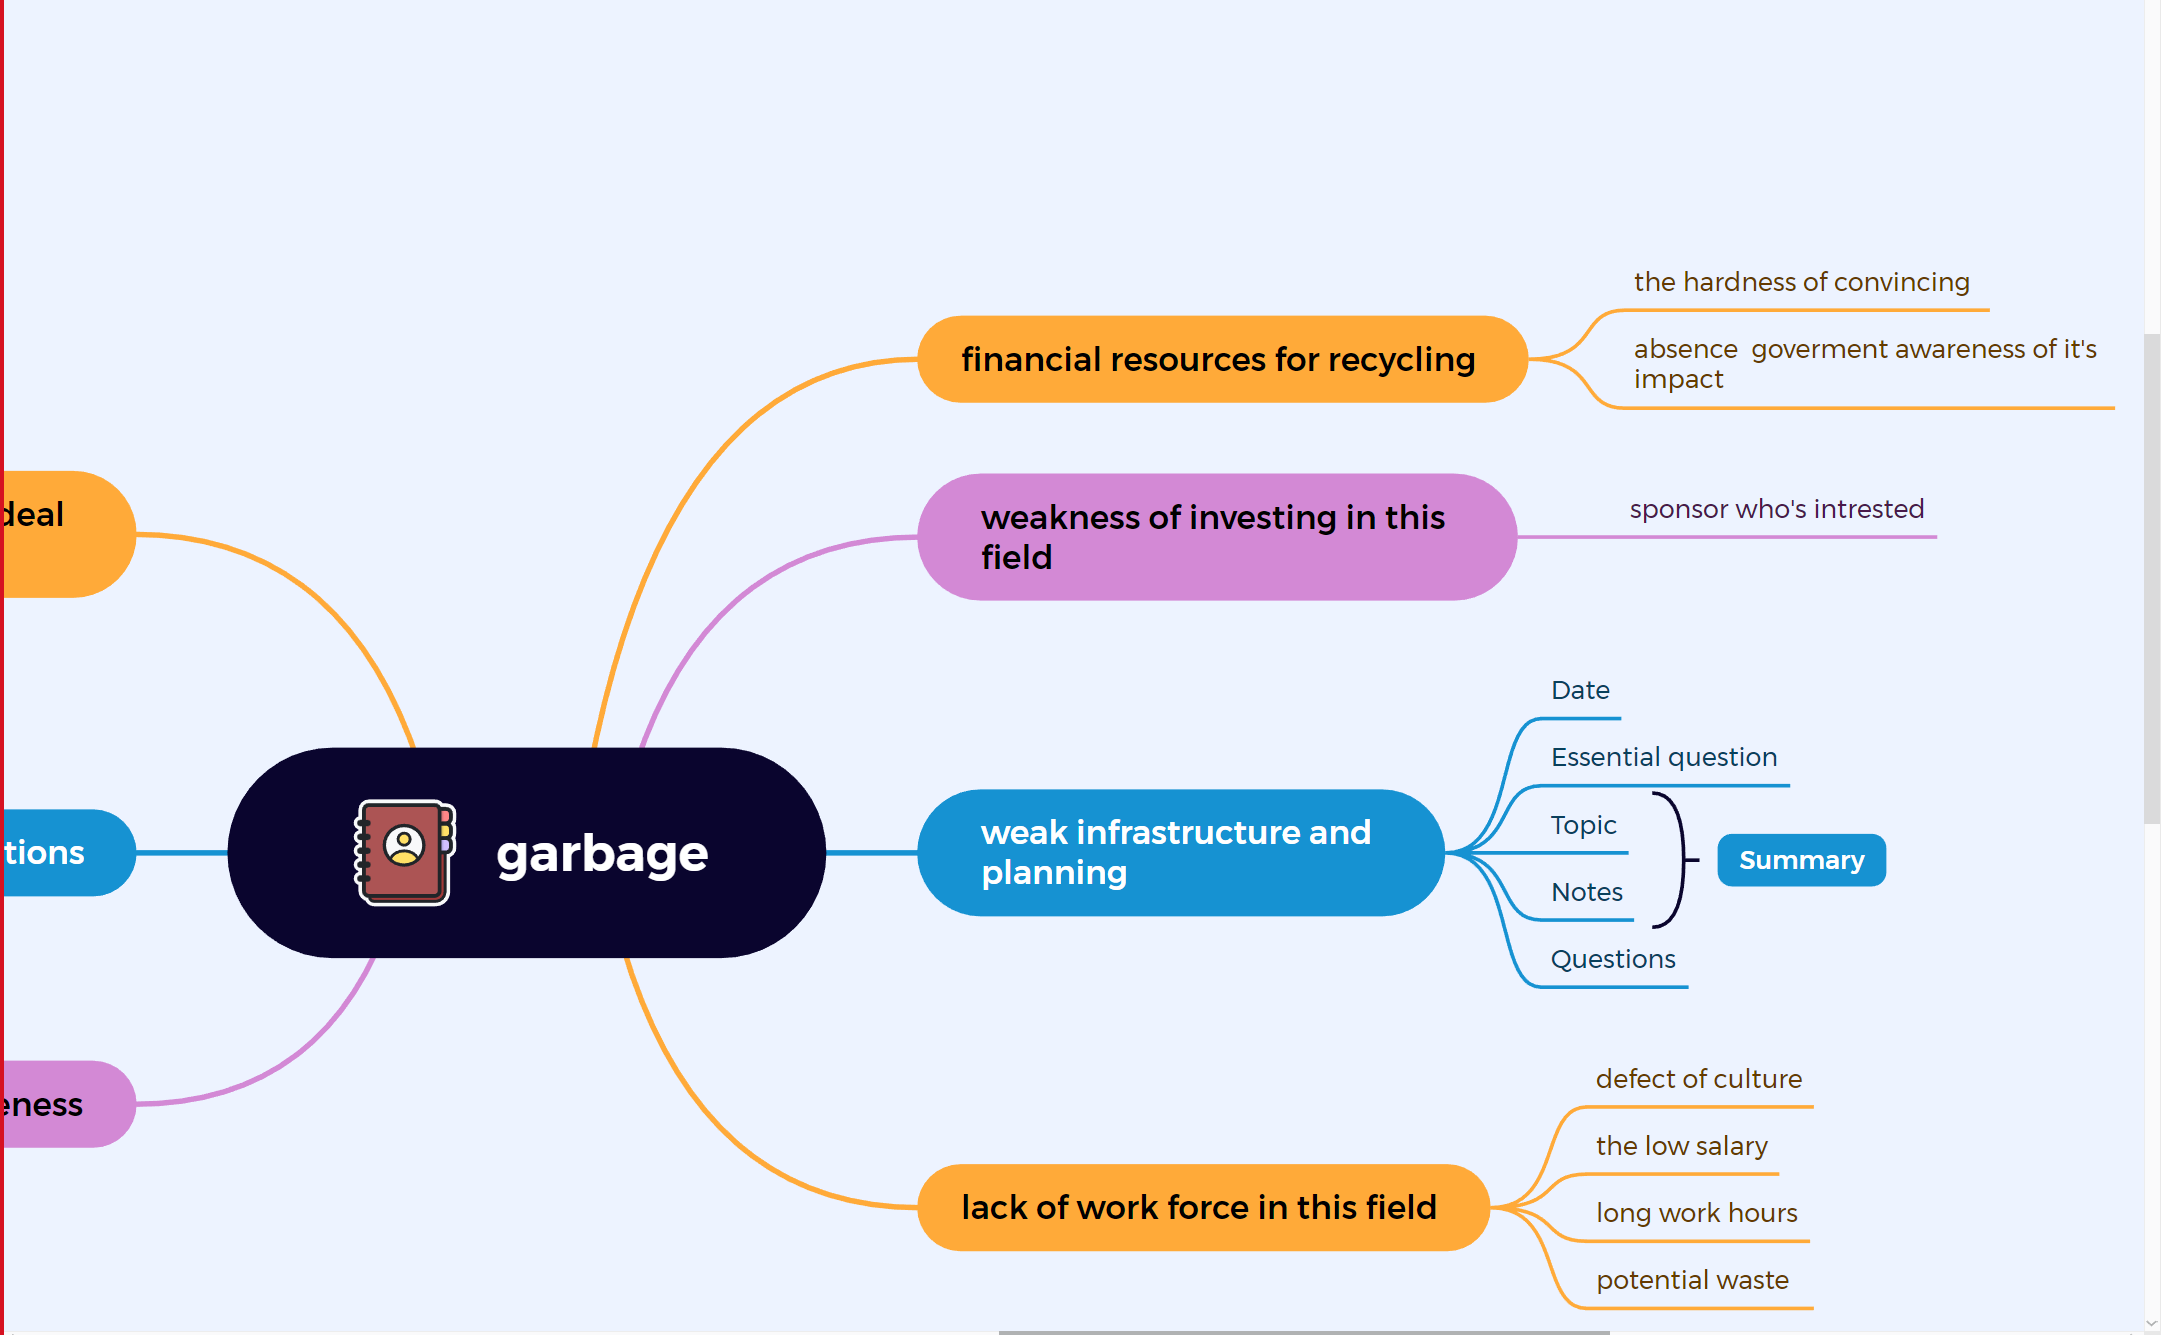 the hardness of convincing
financial resources for recycling
absence  goverment awareness of it's
impact
deal
weakness of investing in this
field
sponsor who's intrested
Date
Essential question
Topic
Notes
Questions
Summary
tions
garbage
weak infrastructure and
planning
eness
defect of culture
the low salary
lack of work force in this field
long work hours
potential waste